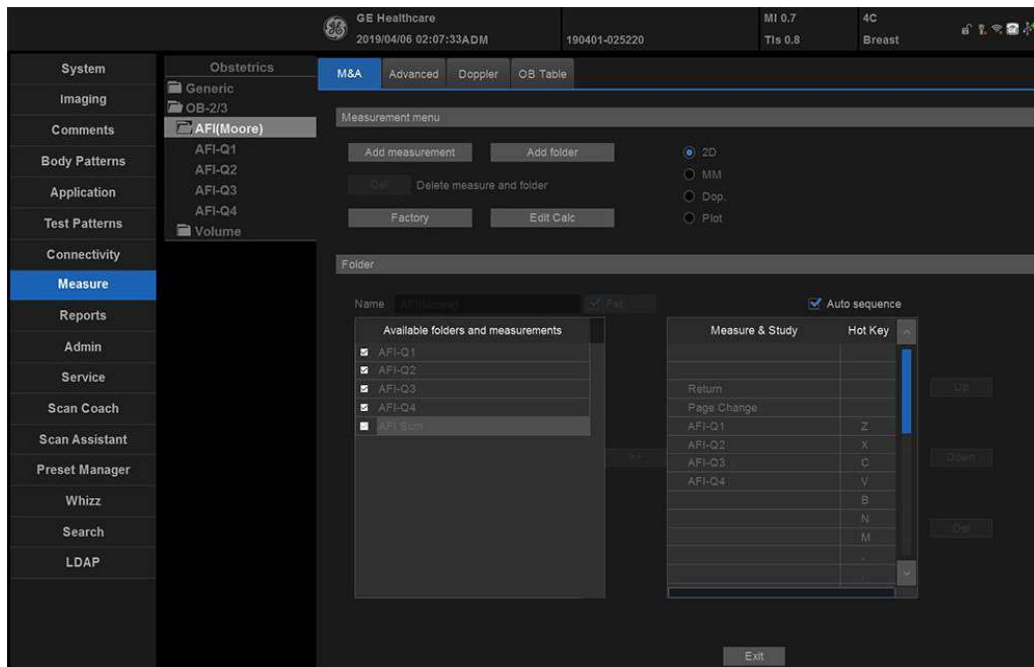 GE Healthcare
2019/04/06 02:07:33ADM
190401-025220
MI 0.7
TIs 0.8
4C
Breast
System
Imaging
Comments
Body Patterns
Application
Test Patterns
Connectivity
Measure
Reports
Admin
Service
Scan Coach
Scan Assistant
Preset Manager
Whizz
Search
LDAP
Obstetrics
Generic
OB-2/3
AFI(Moore)
AFI-Q1
AFI-Q2
AFI-Q3
AFI-Q4
Volume
M&A Advanced Doppler OB Table
Measurement menu
Add measurement Add folder
Del Delete measure and folder
Factory Edit Calc
2D
MM
Dop.
Plot
Folder
Name AFI(Moore)
Auto sequence
Available folders and measurements
AFI-Q1
AFI-Q2
AFI-Q3
AFI-Q4
AFI Sum
>>
Measure & Study Hot Key
Return
Page Change
AFI-Q1 Z
AFI-Q2 X
AFI-Q3 C
AFI-Q4 V
B
N
M
,
.
Up
Down
Del
Exit